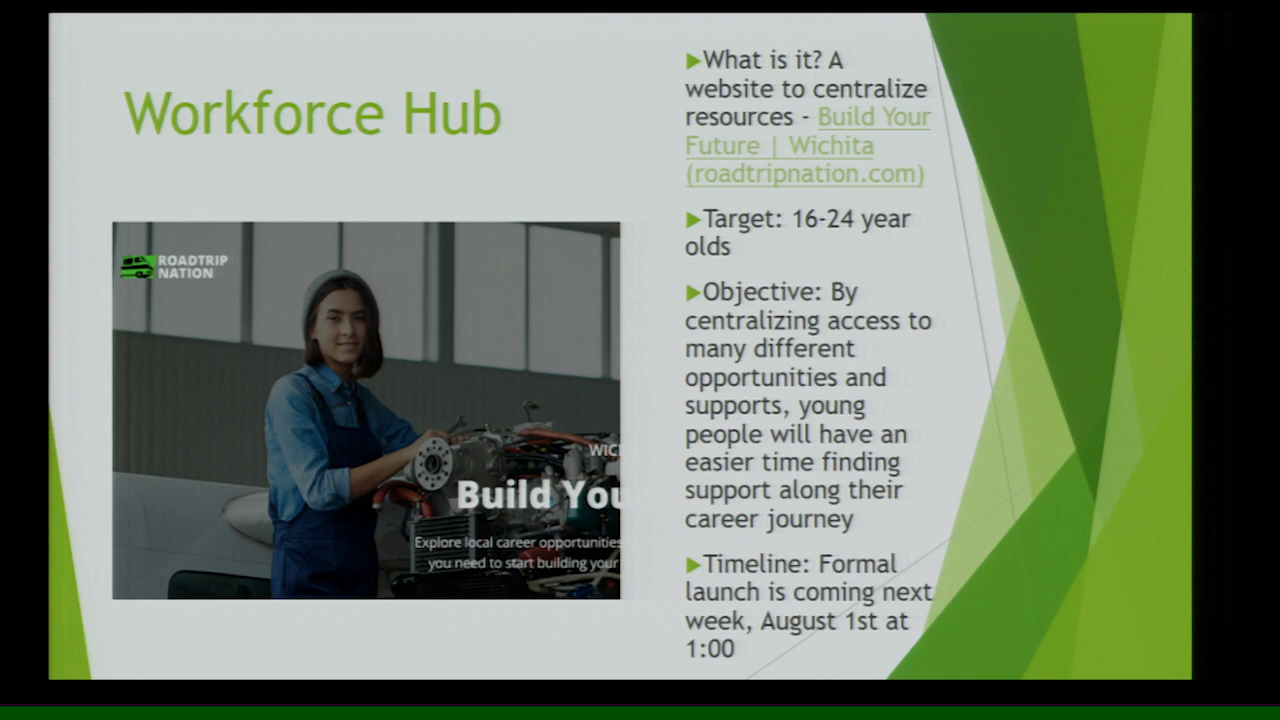 Workforce Hub
ROADTRIP
NATION
WIC
Build You
Explore local career opportunities
you need to start building your
▶What is it? A
website to centralize
resources - Build Your
Future | Wichita
(roadtripnation.com)
▶Target: 16-24 year
olds
▶Objective: By
centralizing access to
many different
opportunities and
supports, young
people will have an
easier time finding
support along their
career journey
▶Timeline: Formal
launch is coming next
week, August 1st at
1:00